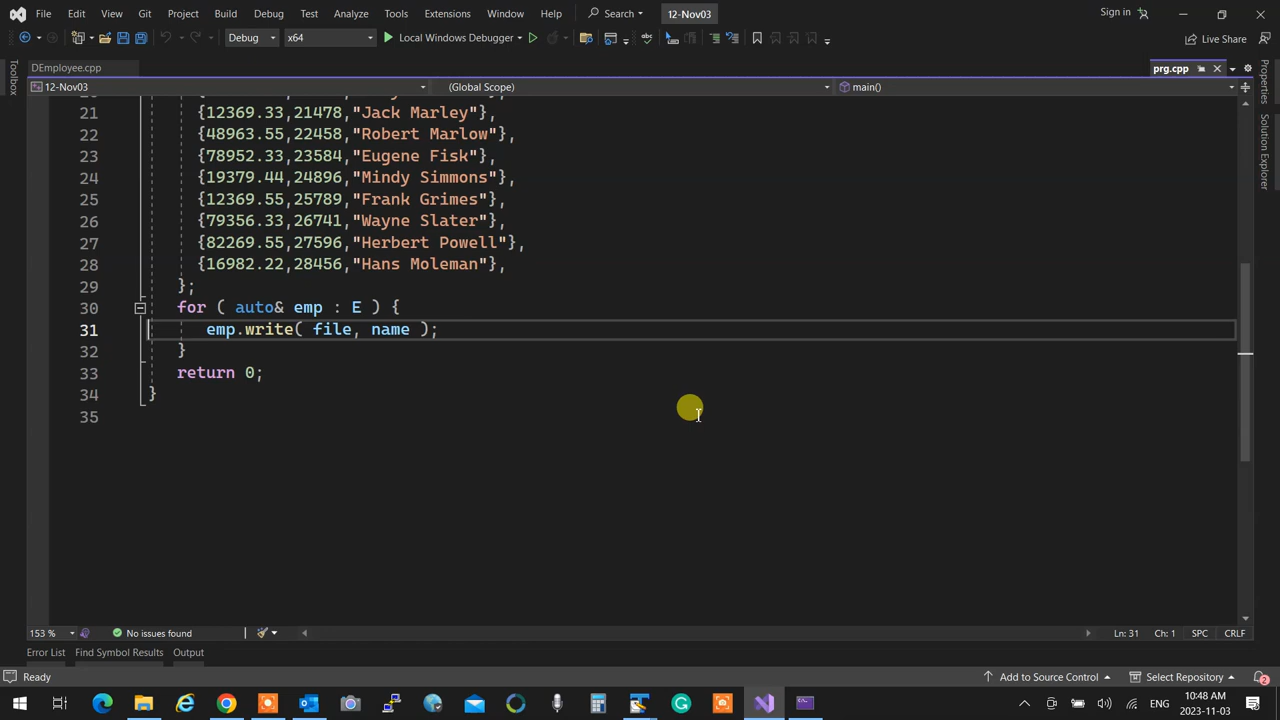 File Edit View Git Project Build Debug Test Analyze Tools Extensions Window Help Search 12-Nov03 Sign in
Debug x64 Local Windows Debugger Live Share
Toolbox
DEmployee.cpp prg.cpp
12-Nov03 (Global Scope) main()
Properties
Solution Explorer
21 {12369.33,21478,"Jack Marley"},
22 {48963.55,22458,"Robert Marlow"},
23 {78952.33,23584,"Eugene Fisk"},
24 {19379.44,24896,"Mindy Simmons"},
25 {12369.55,25789,"Frank Grimes"},
26 {79356.33,26741,"Wayne Slater"},
27 {82269.55,27596,"Herbert Powell"},
28 {16982.22,28456,"Hans Moleman"},
29 };
30 for ( auto& emp : E ) {
31 emp.write( file, name );
32 }
33 return 0;
34 }
35
153 % No issues found Ln: 31 Ch: 1 SPC CRLF
Error List Find Symbol Results Output
Ready Add to Source Control Select Repository 2
ENG 10:48 AM
2023-11-03